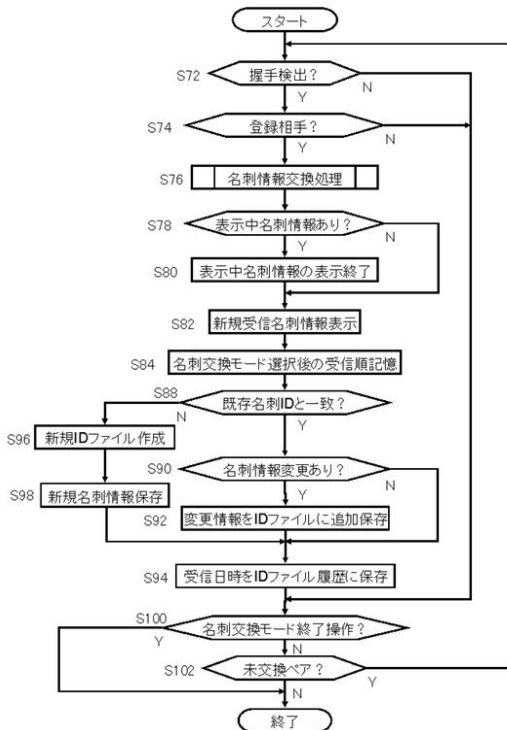 スタート
S72
握手検出？
Y
N
S74
登録相手？
Y
N
S76
名刺情報交換処理
S78
表示中名刺情報あり？
Y
N
S80
表示中名刺情報の表示終了
S82
新規受信名刺情報表示
S84
名刺交換モード選択後の受信順記憶
S88
既存名刺IDと一致？
N
Y
S96
新規IDファイル作成
S90
名刺情報変更あり？
Y
N
S98
新規名刺情報保存
S92
変更情報をIDファイルに追加保存
S94
受信日時をIDファイル履歴に保存
S100
名刺交換モード終了操作？
Y
N
S102
未交換ペア？
N
Y
終了